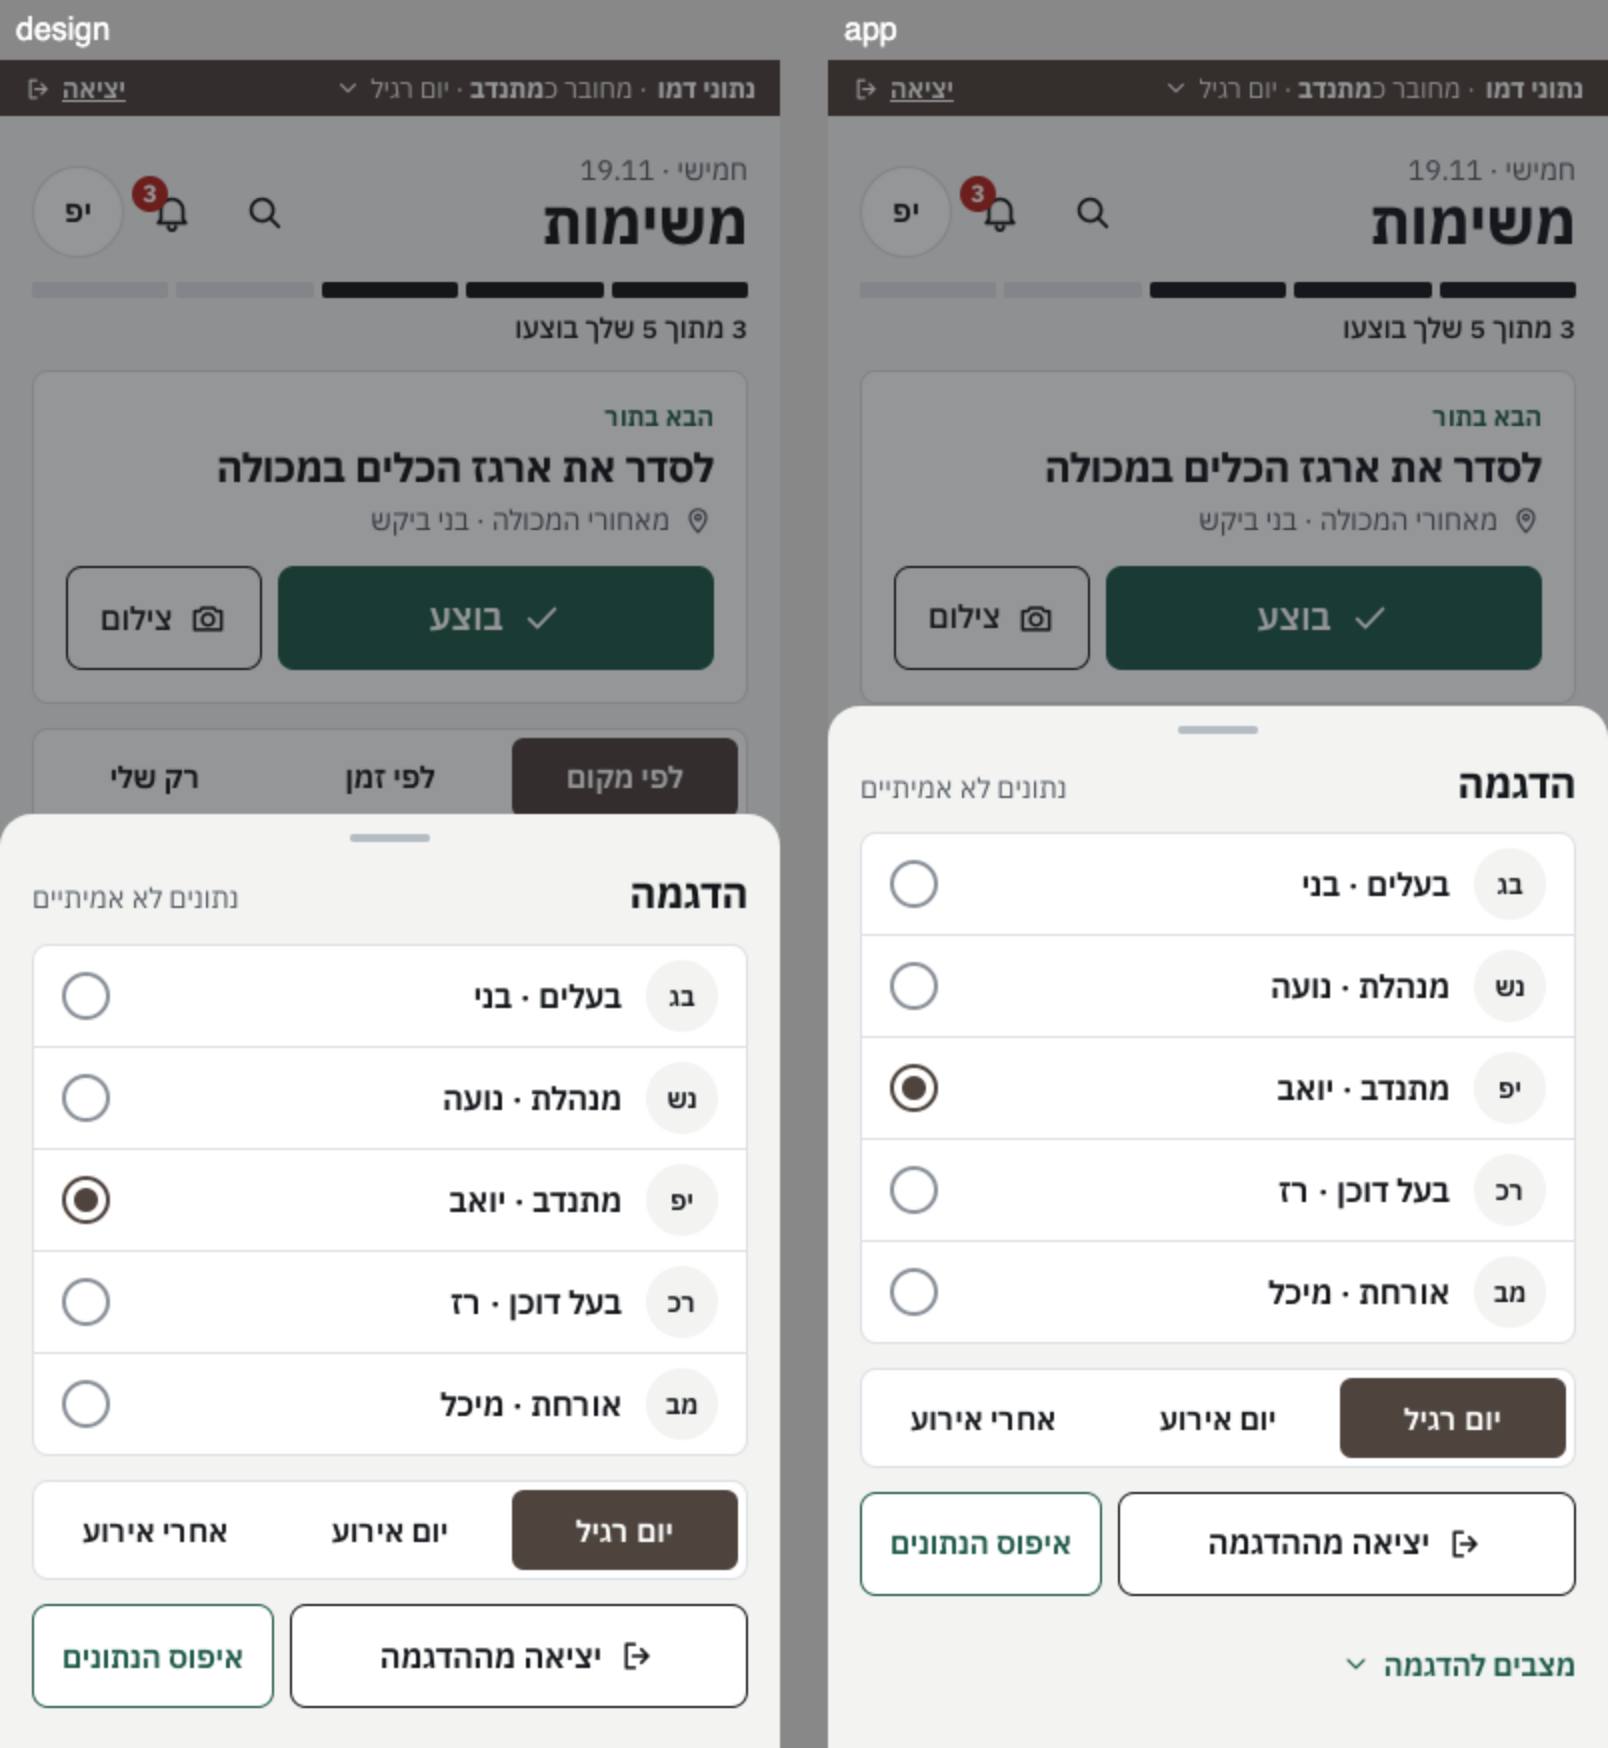 design
נתוני דמו · מחובר כמתנדב · יום רגיל
יציאה
חמישי · 19.11
משימות
3
יפ
3 מתוך 5 שלך בוצעו
הבא בתור
לסדר את ארגז הכלים במכולה
מאחורי המכולה · בני ביקש
בוצע
צילום
לפי מקום
לפי זמן
רק שלי
הדגמה
נתונים לא אמיתיים
בג
בעלים · בני
נש
מנהלת · נועה
יפ
מתנדב · יואב
רכ
בעל דוכן · רז
מב
אורחת · מיכל
יום רגיל
יום אירוע
אחרי אירוע
יציאה מההדגמה
איפוס הנתונים
app
נתוני דמו · מחובר כמתנדב · יום רגיל
יציאה
חמישי · 19.11
משימות
3
יפ
3 מתוך 5 שלך בוצעו
הבא בתור
לסדר את ארגז הכלים במכולה
מאחורי המכולה · בני ביקש
בוצע
צילום
הדגמה
נתונים לא אמיתיים
בג
בעלים · בני
נש
מנהלת · נועה
יפ
מתנדב · יואב
רכ
בעל דוכן · רז
מב
אורחת · מיכל
יום רגיל
יום אירוע
אחרי אירוע
יציאה מההדגמה
איפוס הנתונים
מצבים להדגמה